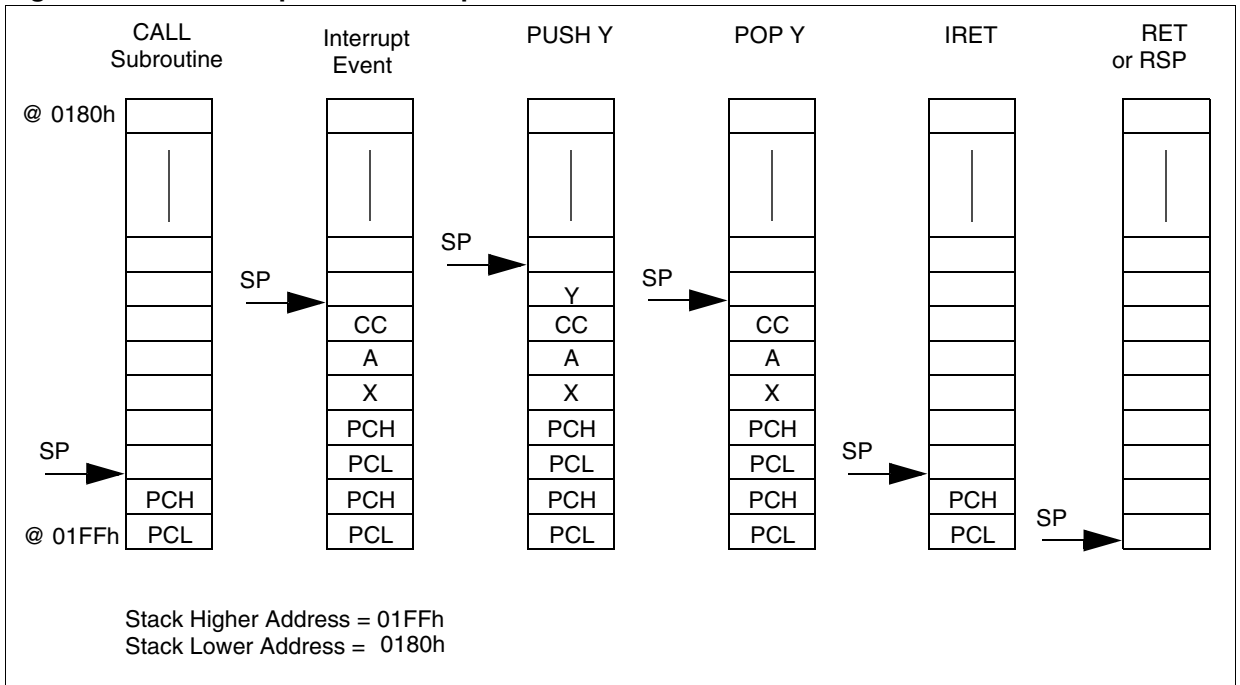 CALL
Subroutine
Interrupt
Event
PUSH Y
POP Y
IRET
RET
or RSP
@ 0180h
SP
SP
SP
SP
SP
SP
Y
CC
CC
CC
A
A
A
X
X
X
PCH
PCH
PCH
PCL
PCL
PCL
PCH
PCH
PCH
PCH
PCH
@ 01FFh
PCL
PCL
PCL
PCL
PCL
Stack Higher Address = 01FFh
Stack Lower Address = 0180h